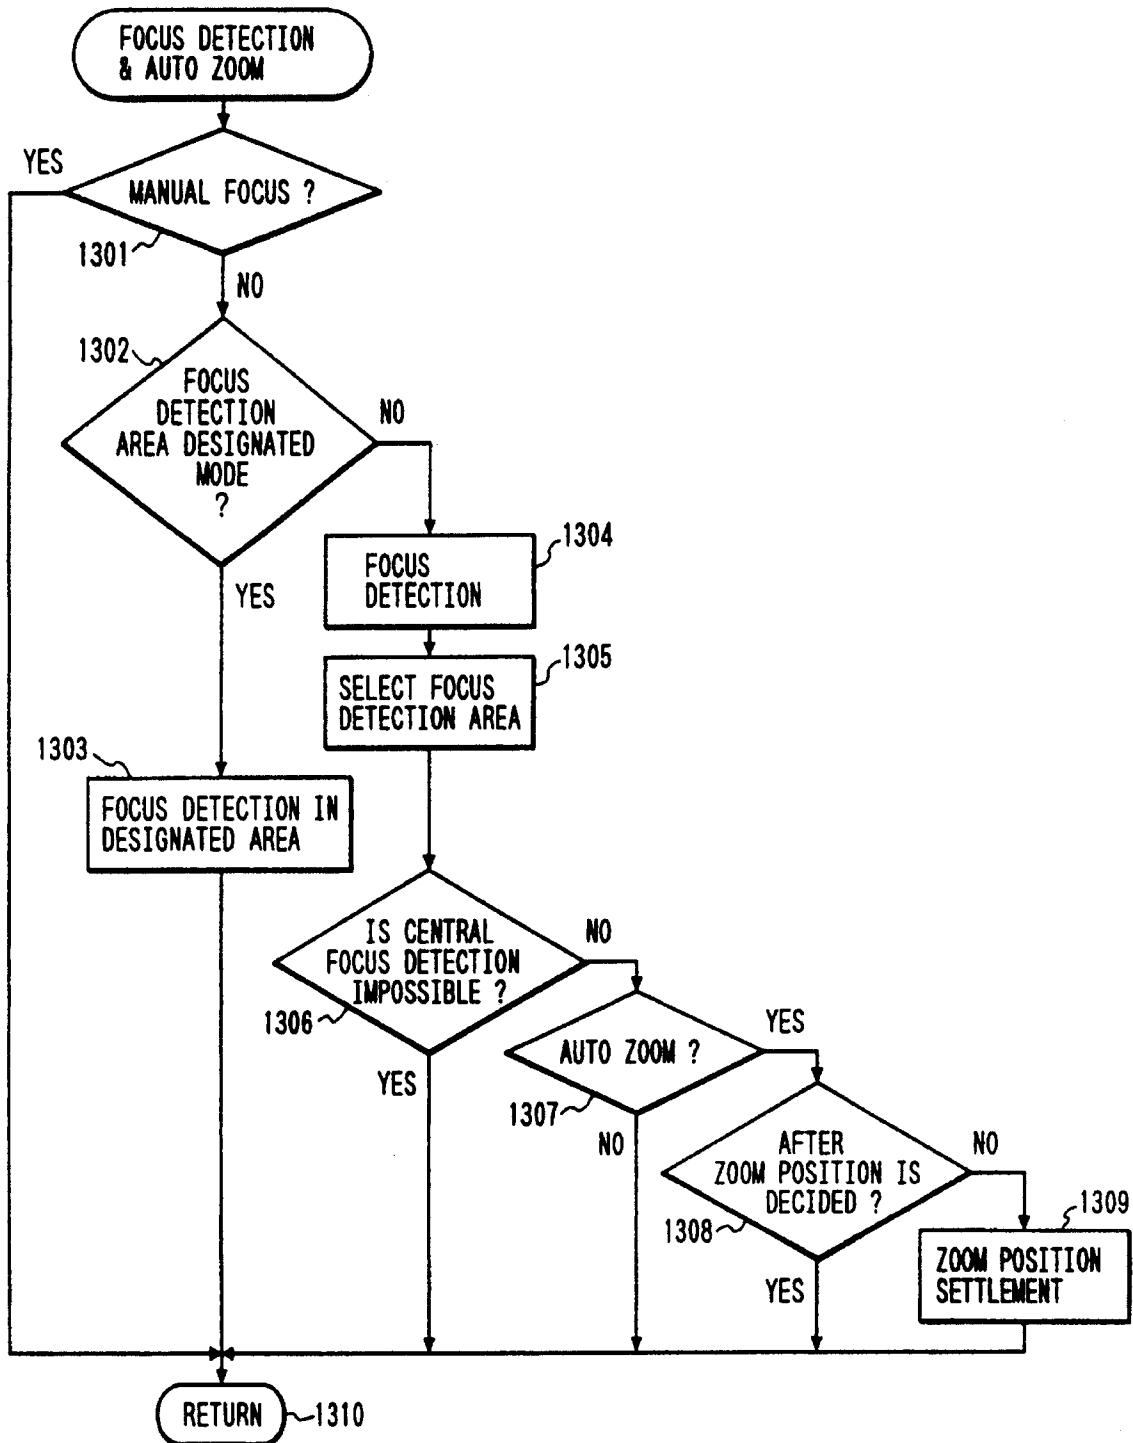 FOCUS DETECTION
& AUTO ZOOM
YES
MANUAL FOCUS ?
1301
NO
1302
FOCUS
DETECTION
AREA DESIGNATED
MODE
?
NO
YES
1304
FOCUS
DETECTION
1305
SELECT FOCUS
DETECTION AREA
1303
FOCUS DETECTION IN
DESIGNATED AREA
IS CENTRAL
FOCUS DETECTION
IMPOSSIBLE ?
NO
1306
YES
AUTO ZOOM ?
YES
1307
NO
AFTER
ZOOM POSITION IS
DECIDED ?
NO
1308
YES
1309
ZOOM POSITION
SETTLEMENT
RETURN
1310